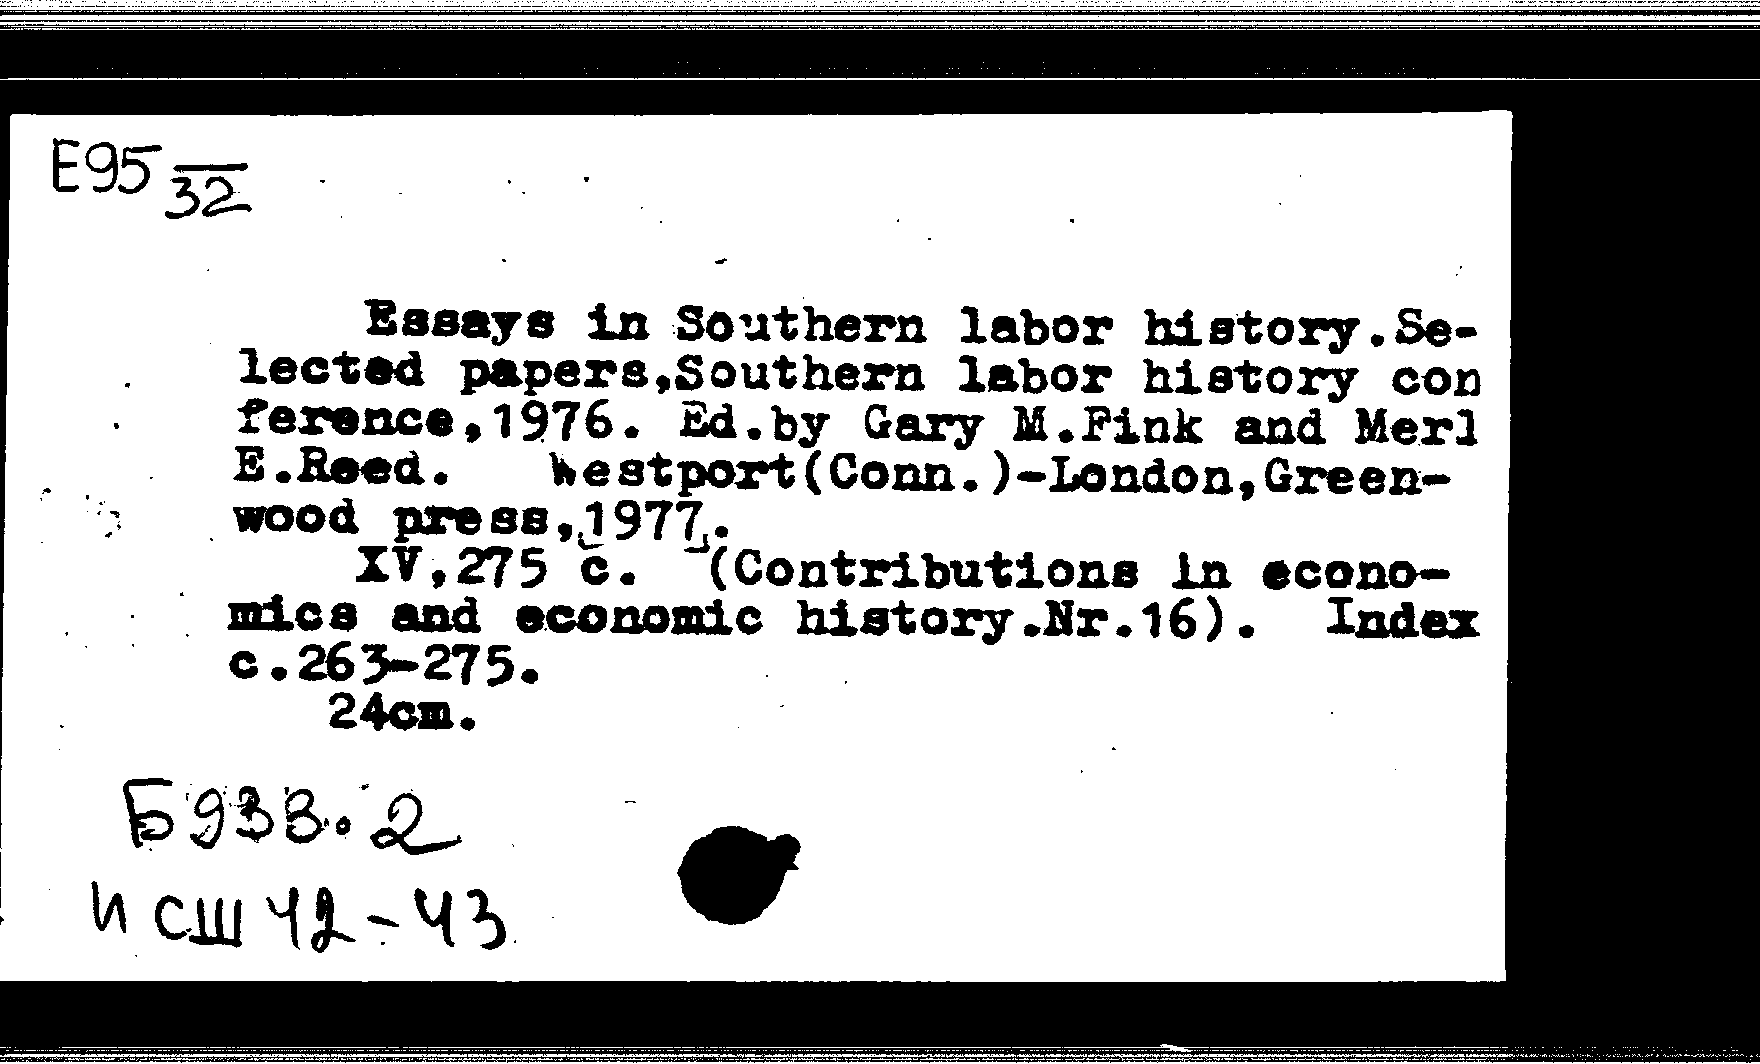 E95
32
Essays in Southern labor history.Se-
lected papers,Southern labor history con
ference,1976. Ed.by Gary M.Fink and Merl
E.Reed. Westport(Conn.)-London,Green-
wood press,1977.
XV,275 c. (Contributions in econo-
mics and economic history.Nr.16). Index
c.263-275.
24cm.
Б93в.2
И СШ 42-43